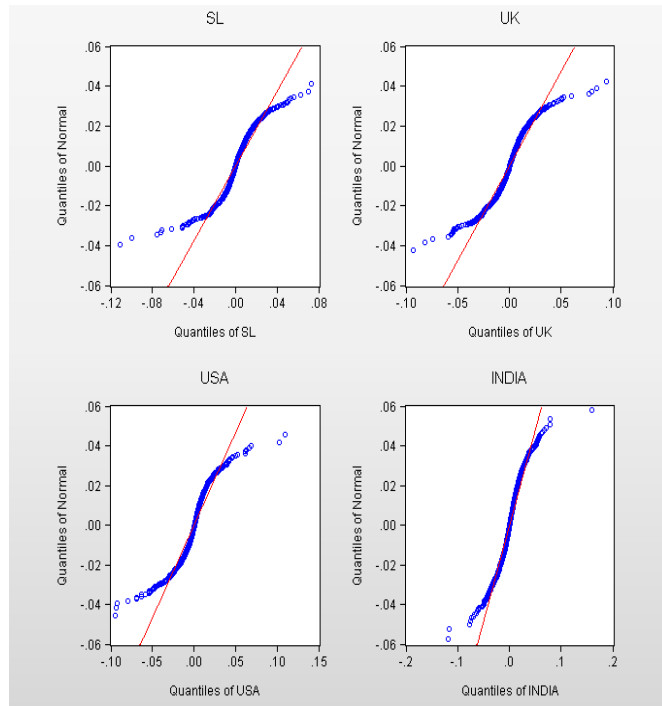 SL
UK
.06
.04
.02
.00
-.02
-.04
-.06
Quantiles of Normal
-.12 -.08 -.04 .00 .04 .08
Quantiles of SL
.06
.04
.02
.00
-.02
-.04
-.06
Quantiles of Normal
-.10 -.05 .00 .05 .10
Quantiles of UK
USA
INDIA
.06
.04
.02
.00
-.02
-.04
-.06
Quantiles of Normal
-.10 -.05 .00 .05 .10 .15
Quantiles of USA
.06
.04
.02
.00
-.02
-.04
-.06
Quantiles of Normal
-.2 -.1 .0 .1 .2
Quantiles of INDIA